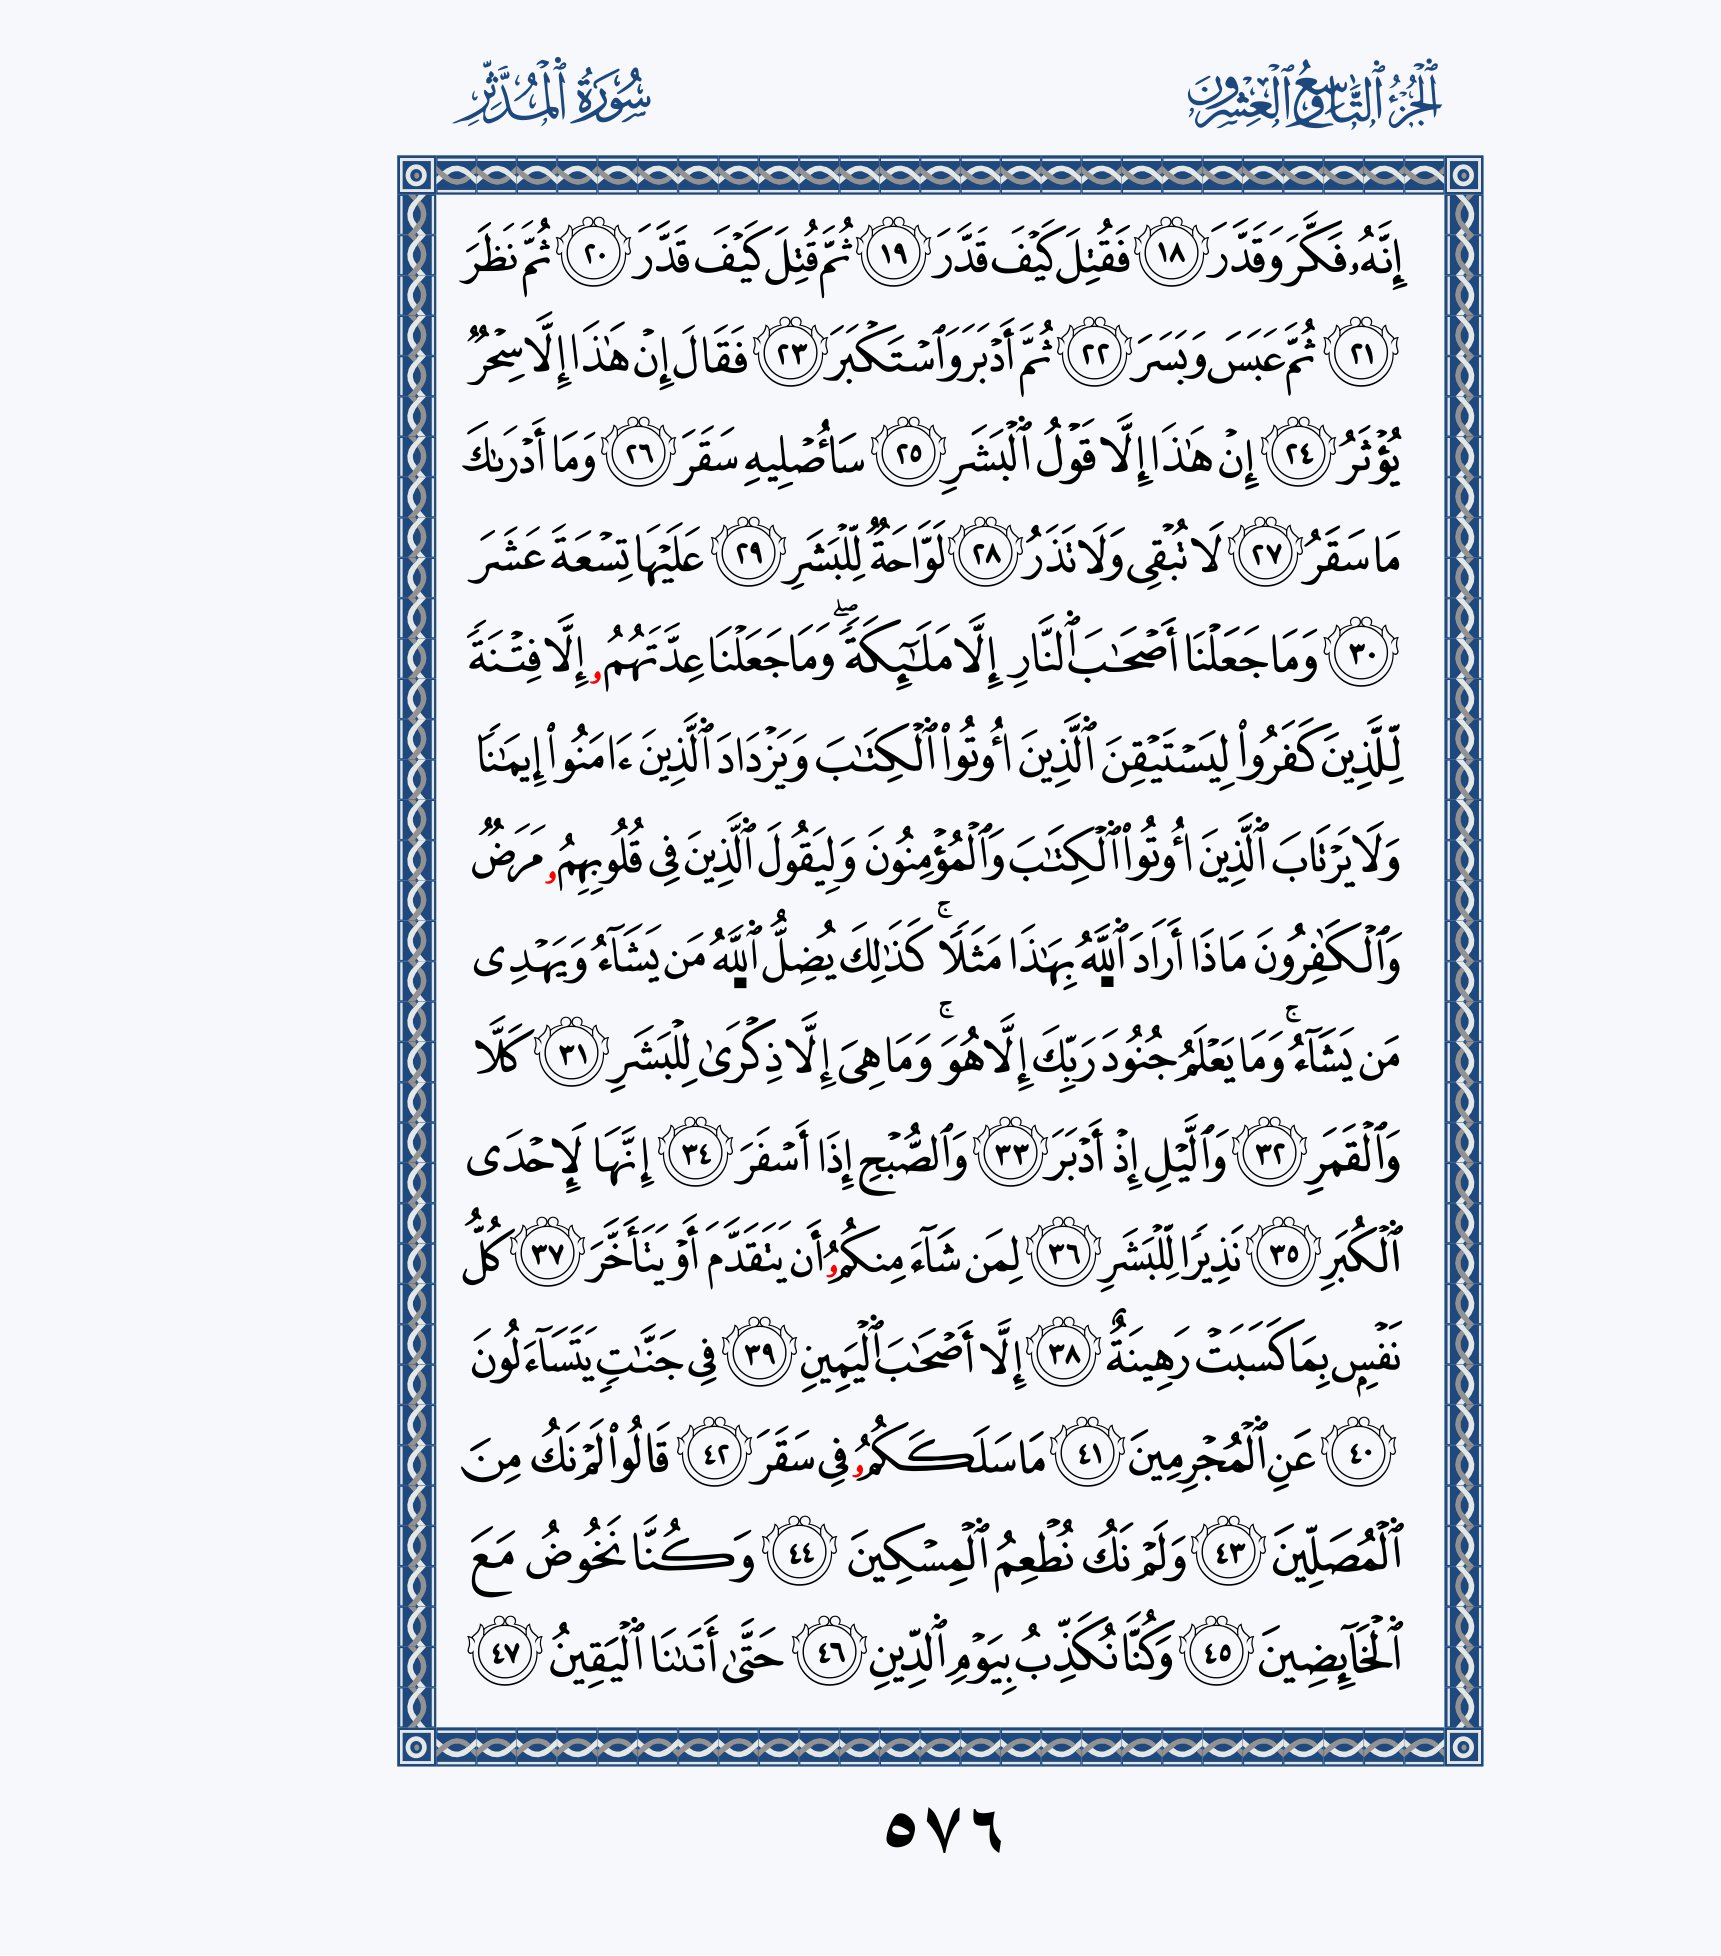 الجُزْءُ ٱلتَّاسِعُ وَٱلْعِشْرُونَ
سُورَةُ ٱلْمُدَّثِّرِ
إِنَّهُۥ فَكَّرَ وَقَدَّرَ ١٨ فَقُتِلَ كَيْفَ قَدَّرَ ١٩ ثُمَّ قُتِلَ كَيْفَ قَدَّرَ ٢٠ ثُمَّ نَظَرَ
٢١ ثُمَّ عَبَسَ وَبَسَرَ ٢٢ ثُمَّ أَدْبَرَ وَٱسْتَكْبَرَ ٢٣ فَقَالَ إِنْ هَٰذَا إِلَّا سِحْرٌ
يُؤْثَرُ ٢٤ إِنْ هَٰذَا إِلَّا قَوْلُ ٱلْبَشَرِ ٢٥ سَأُصْلِيهِ سَقَرَ ٢٦ وَمَا أَدْرَىٰكَ
مَا سَقَرُ ٢٧ لَا تُبْقِى وَلَا تَذَرُ ٢٨ لَوَّاحَةٌ لِّلْبَشَرِ ٢٩ عَلَيْهَا تِسْعَةَ عَشَرَ
٣٠ وَمَا جَعَلْنَا أَصْحَٰبَ ٱلنَّارِ إِلَّا مَلَٰٓئِكَةً ۖ وَمَا جَعَلْنَا عِدَّتَهُمُۥ إِلَّا فِتْنَةً
لِّلَّذِينَ كَفَرُوا۟ لِيَسْتَيْقِنَ ٱلَّذِينَ أُوتُوا۟ ٱلْكِتَٰبَ وَيَزْدَادَ ٱلَّذِينَ ءَامَنُوا۟ إِيمَٰنًا
وَلَا يَرْتَابَ ٱلَّذِينَ أُوتُوا۟ ٱلْكِتَٰبَ وَٱلْمُؤْمِنُونَ وَلِيَقُولَ ٱلَّذِينَ فِى قُلُوبِهِمُۥ مَرَضٌ
وَٱلْكَٰفِرُونَ مَاذَا أَرَادَ ٱللَّهُ بِهَٰذَا مَثَلًا ۚ كَذَٰلِكَ يُضِلُّ ٱللَّهُ مَن يَشَآءُ وَيَهْدِى
مَن يَشَآءُ ۚ وَمَا يَعْلَمُ جُنُودَ رَبِّكَ إِلَّا هُوَ ۚ وَمَا هِىَ إِلَّا ذِكْرَىٰ لِلْبَشَرِ ٣١ كَلَّا
وَٱلْقَمَرِ ٣٢ وَٱلَّيْلِ إِذْ أَدْبَرَ ٣٣ وَٱلصُّبْحِ إِذَا أَسْفَرَ ٣٤ إِنَّهَا لَإِحْدَى
ٱلْكُبَرِ ٣٥ نَذِيرًا لِّلْبَشَرِ ٣٦ لِمَن شَآءَ مِنكُمُۥ أَن يَتَقَدَّمَ أَوْ يَتَأَخَّرَ ٣٧ كُلُّ
نَفْسٍۭ بِمَا كَسَبَتْ رَهِينَةٌ ٣٨ إِلَّا أَصْحَٰبَ ٱلْيَمِينِ ٣٩ فِى جَنَّٰتٍ يَتَسَآءَلُونَ
٤٠ عَنِ ٱلْمُجْرِمِينَ ٤١ مَا سَلَكَكُمُۥ فِى سَقَرَ ٤٢ قَالُوا۟ لَمْ نَكُ مِنَ
ٱلْمُصَلِّينَ ٤٣ وَلَمْ نَكُ نُطْعِمُ ٱلْمِسْكِينَ ٤٤ وَكُنَّا نَخُوضُ مَعَ
ٱلْخَآئِضِينَ ٤٥ وَكُنَّا نُكَذِّبُ بِيَوْمِ ٱلدِّينِ ٤٦ حَتَّىٰ أَتَىٰنَا ٱلْيَقِينُ ٤٧
٥٧٦